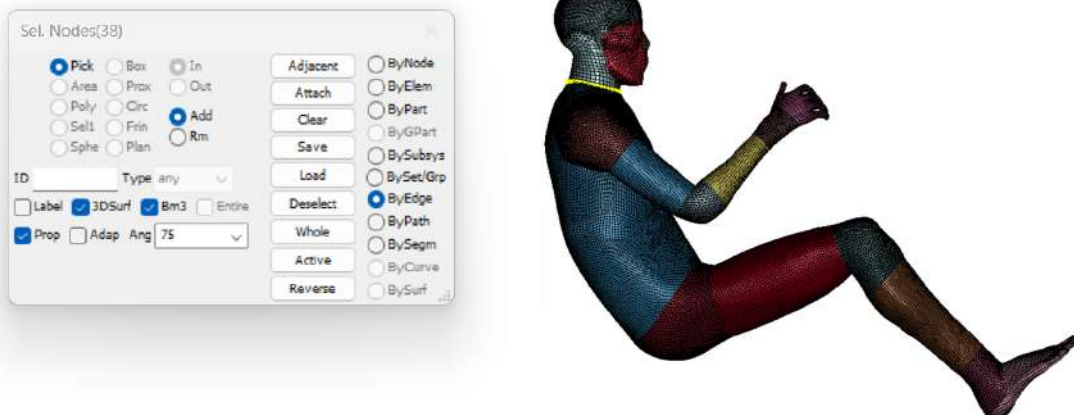 Sel. Nodes(38)
Pick Box In Adjacent ByNode
Area Prox Out Attach ByElem
Poly Circ Add Clear ByPart
Sel1 Frin Rm Save ByGPart
Sphe Plan Load BySubsys
ID Type any Deselect BySet/Grp
Label 3DSurf Bm3 Entire Whole ByEdge
Prop Adap Ang 75 Active ByPath
Reverse BySegm
ByCurve
BySurf